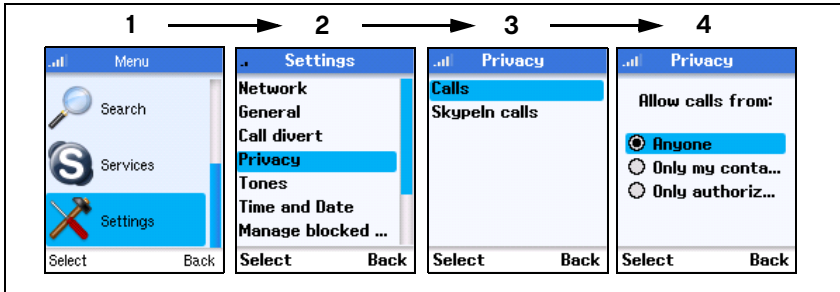 1 2 3 4
Menu
Search
Services
Settings
Select Back
Settings
Network
General
Call divert
Privacy
Tones
Time and Date
Manage blocked ...
Select Back
Privacy
Calls
SkypeIn calls
Select Back
Privacy
Allow calls from:
Anyone
Only my conta...
Only authoriz...
Select Back